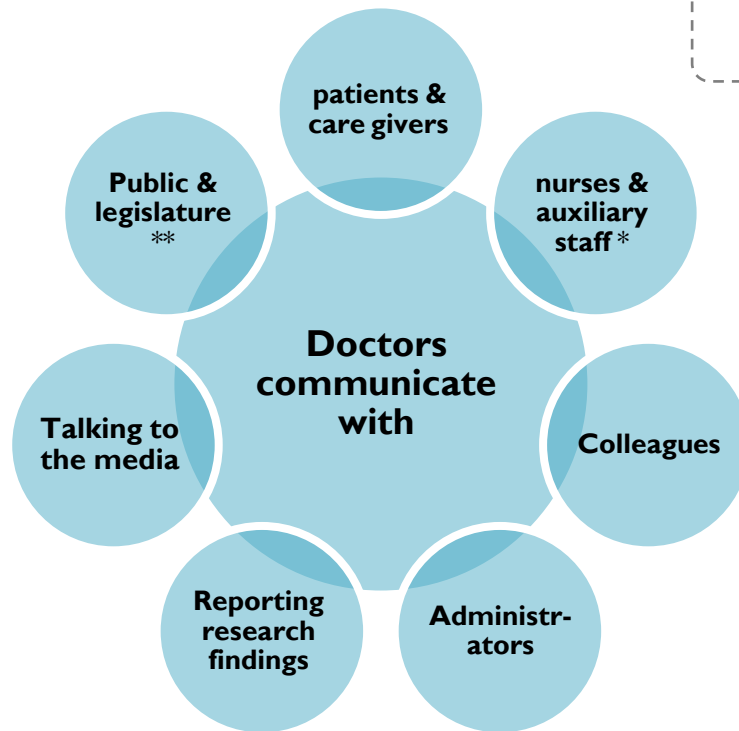 patients &
care givers
nurses &
auxiliary
staff *
Colleagues
Administr-
ators
Reporting
research
findings
Talking to
the media
Public &
legislature
**
Doctors
communicate
with